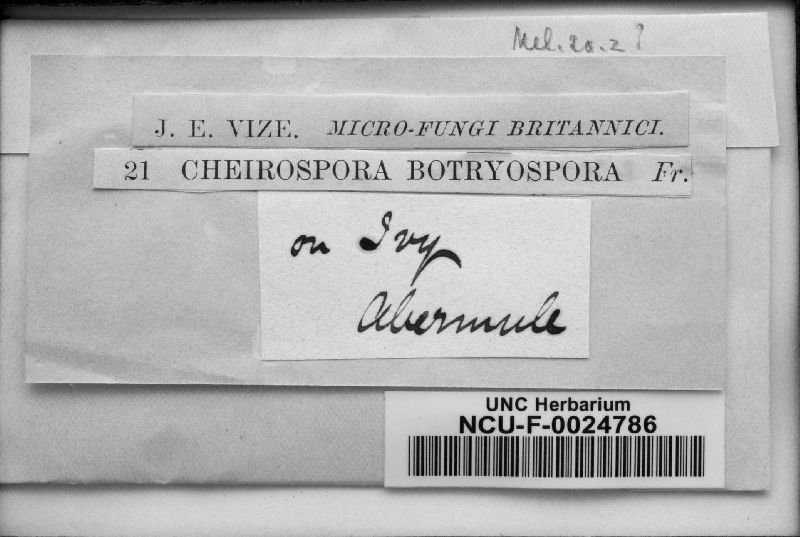 Mel. 20. 2?
J. E. VIZE. MICRO-FUNGI BRITANNICI.
21 CHEIROSPORA BOTRYOSPORA Fr.
on Ivy
Abermule
UNC Herbarium
NCU-F-0024786